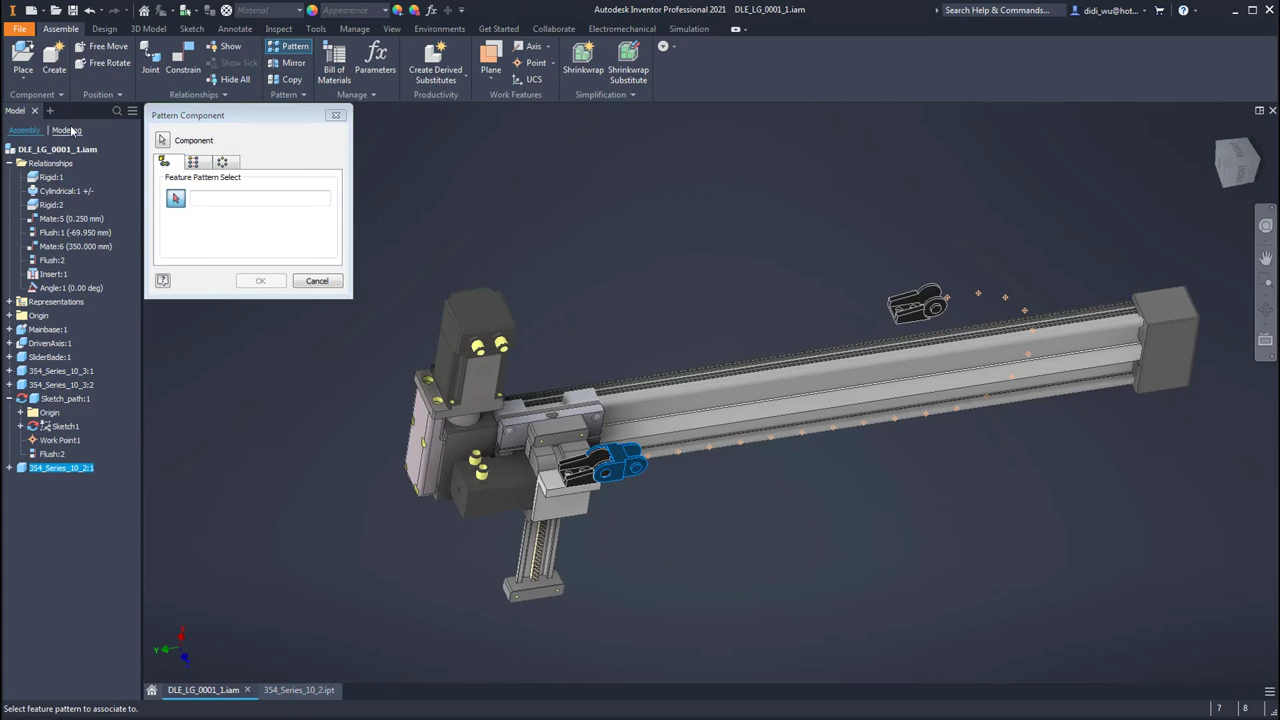 Material
Appearance
Autodesk Inventor Professional 2021 DLE_LG_0001_1.iam
Search Help & Commands...
didi_wu@hot...
File Assemble Design 3D Model Sketch Annotate Inspect Tools Manage View Environments Get Started Collaborate Electromechanical Simulation
Place
Create
Free Move
Free Rotate
Joint
Constrain
Show
Show Sick
Hide All
Pattern
Mirror
Copy
Bill of Materials
Parameters
Create Derived Substitutes
Plane
Axis
Point
UCS
Shrinkwrap
Shrinkwrap Substitute
Component Position Relationships Pattern Manage Productivity Work Features Simplification
Model
Assembly Modeling
DLE_LG_0001_1.iam
Relationships
Rigid:1
Cylindrical:1 +/-
Rigid:2
Mate:5 (0.250 mm)
Flush:1 (-69.950 mm)
Mate:6 (350.000 mm)
Flush:2
Insert:1
Angle:1 (0.00 deg)
Representations
Origin
Mainbase:1
DrivenAxis:1
SliderBade:1
354_Series_10_3:1
354_Series_10_3:2
Sketch_path:1
Origin
Sketch1
Work Point1
Flush:2
354_Series_10_2:1
Pattern Component
Component
Feature Pattern Select
OK
Cancel
X
Y
DLE_LG_0001_1.iam
354_Series_10_2.ipt
Select feature pattern to associate to.
7 8